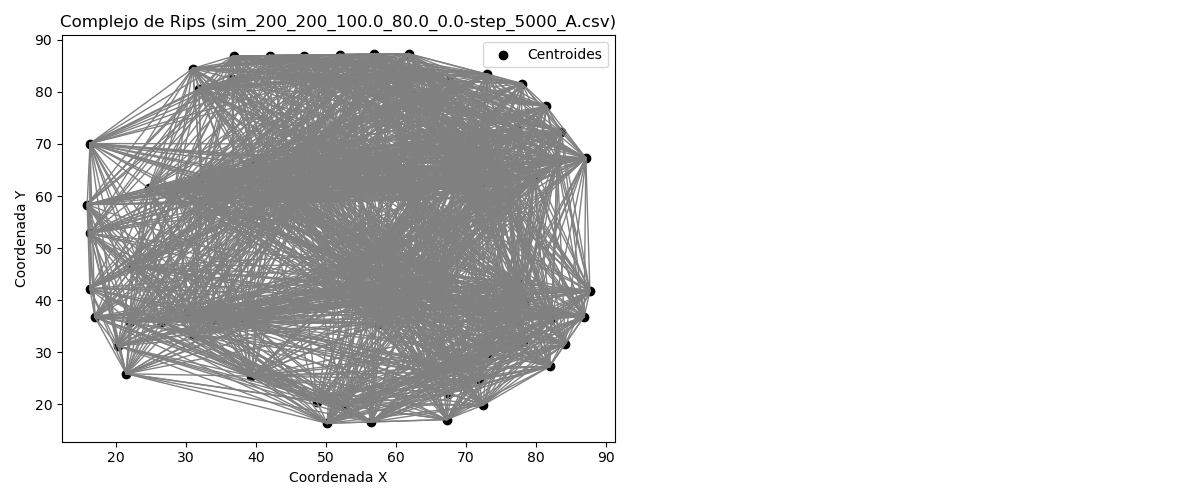 Complejo de Rips (sim_200_200_100.0_80.0_0.0-step_5000_A.csv)
Centroides
90
80
70
60
50
40
30
20
Coordenada Y
20 30 40 50 60 70 80 90
Coordenada X